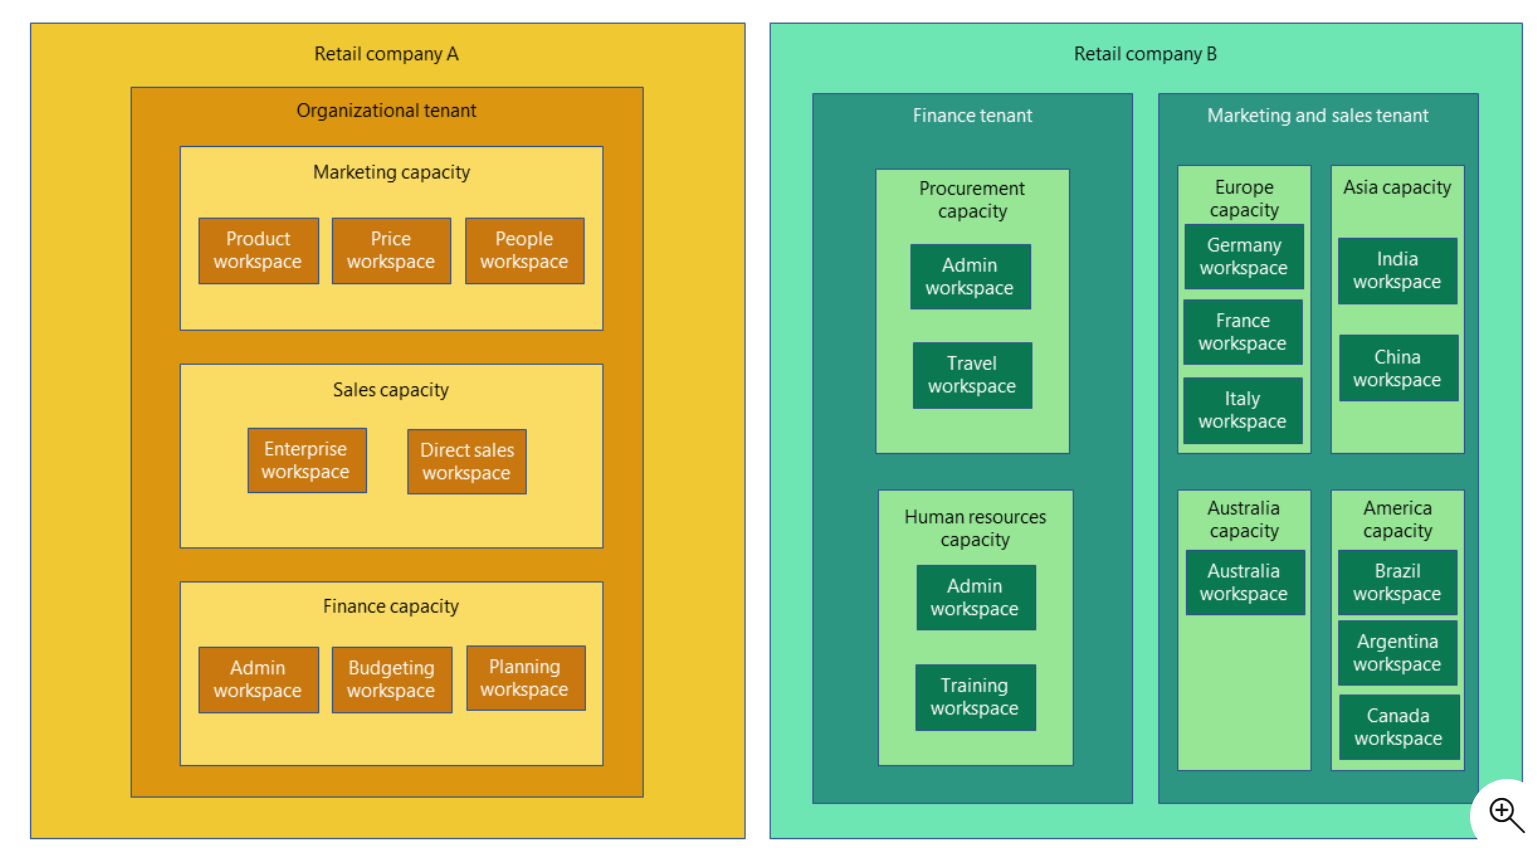 Retail company A
Organizational tenant
Marketing capacity
Product
workspace
Price
workspace
People
workspace
Sales capacity
Enterprise
workspace
Direct sales
workspace
Finance capacity
Admin
workspace
Budgeting
workspace
Planning
workspace
Retail company B
Finance tenant
Procurement
capacity
Admin
workspace
Travel
workspace
Human resources
capacity
Admin
workspace
Training
workspace
Marketing and sales tenant
Europe
capacity
Germany
workspace
France
workspace
Italy
workspace
Asia capacity
India
workspace
China
workspace
Australia
capacity
Australia
workspace
America
capacity
Brazil
workspace
Argentina
workspace
Canada
workspace